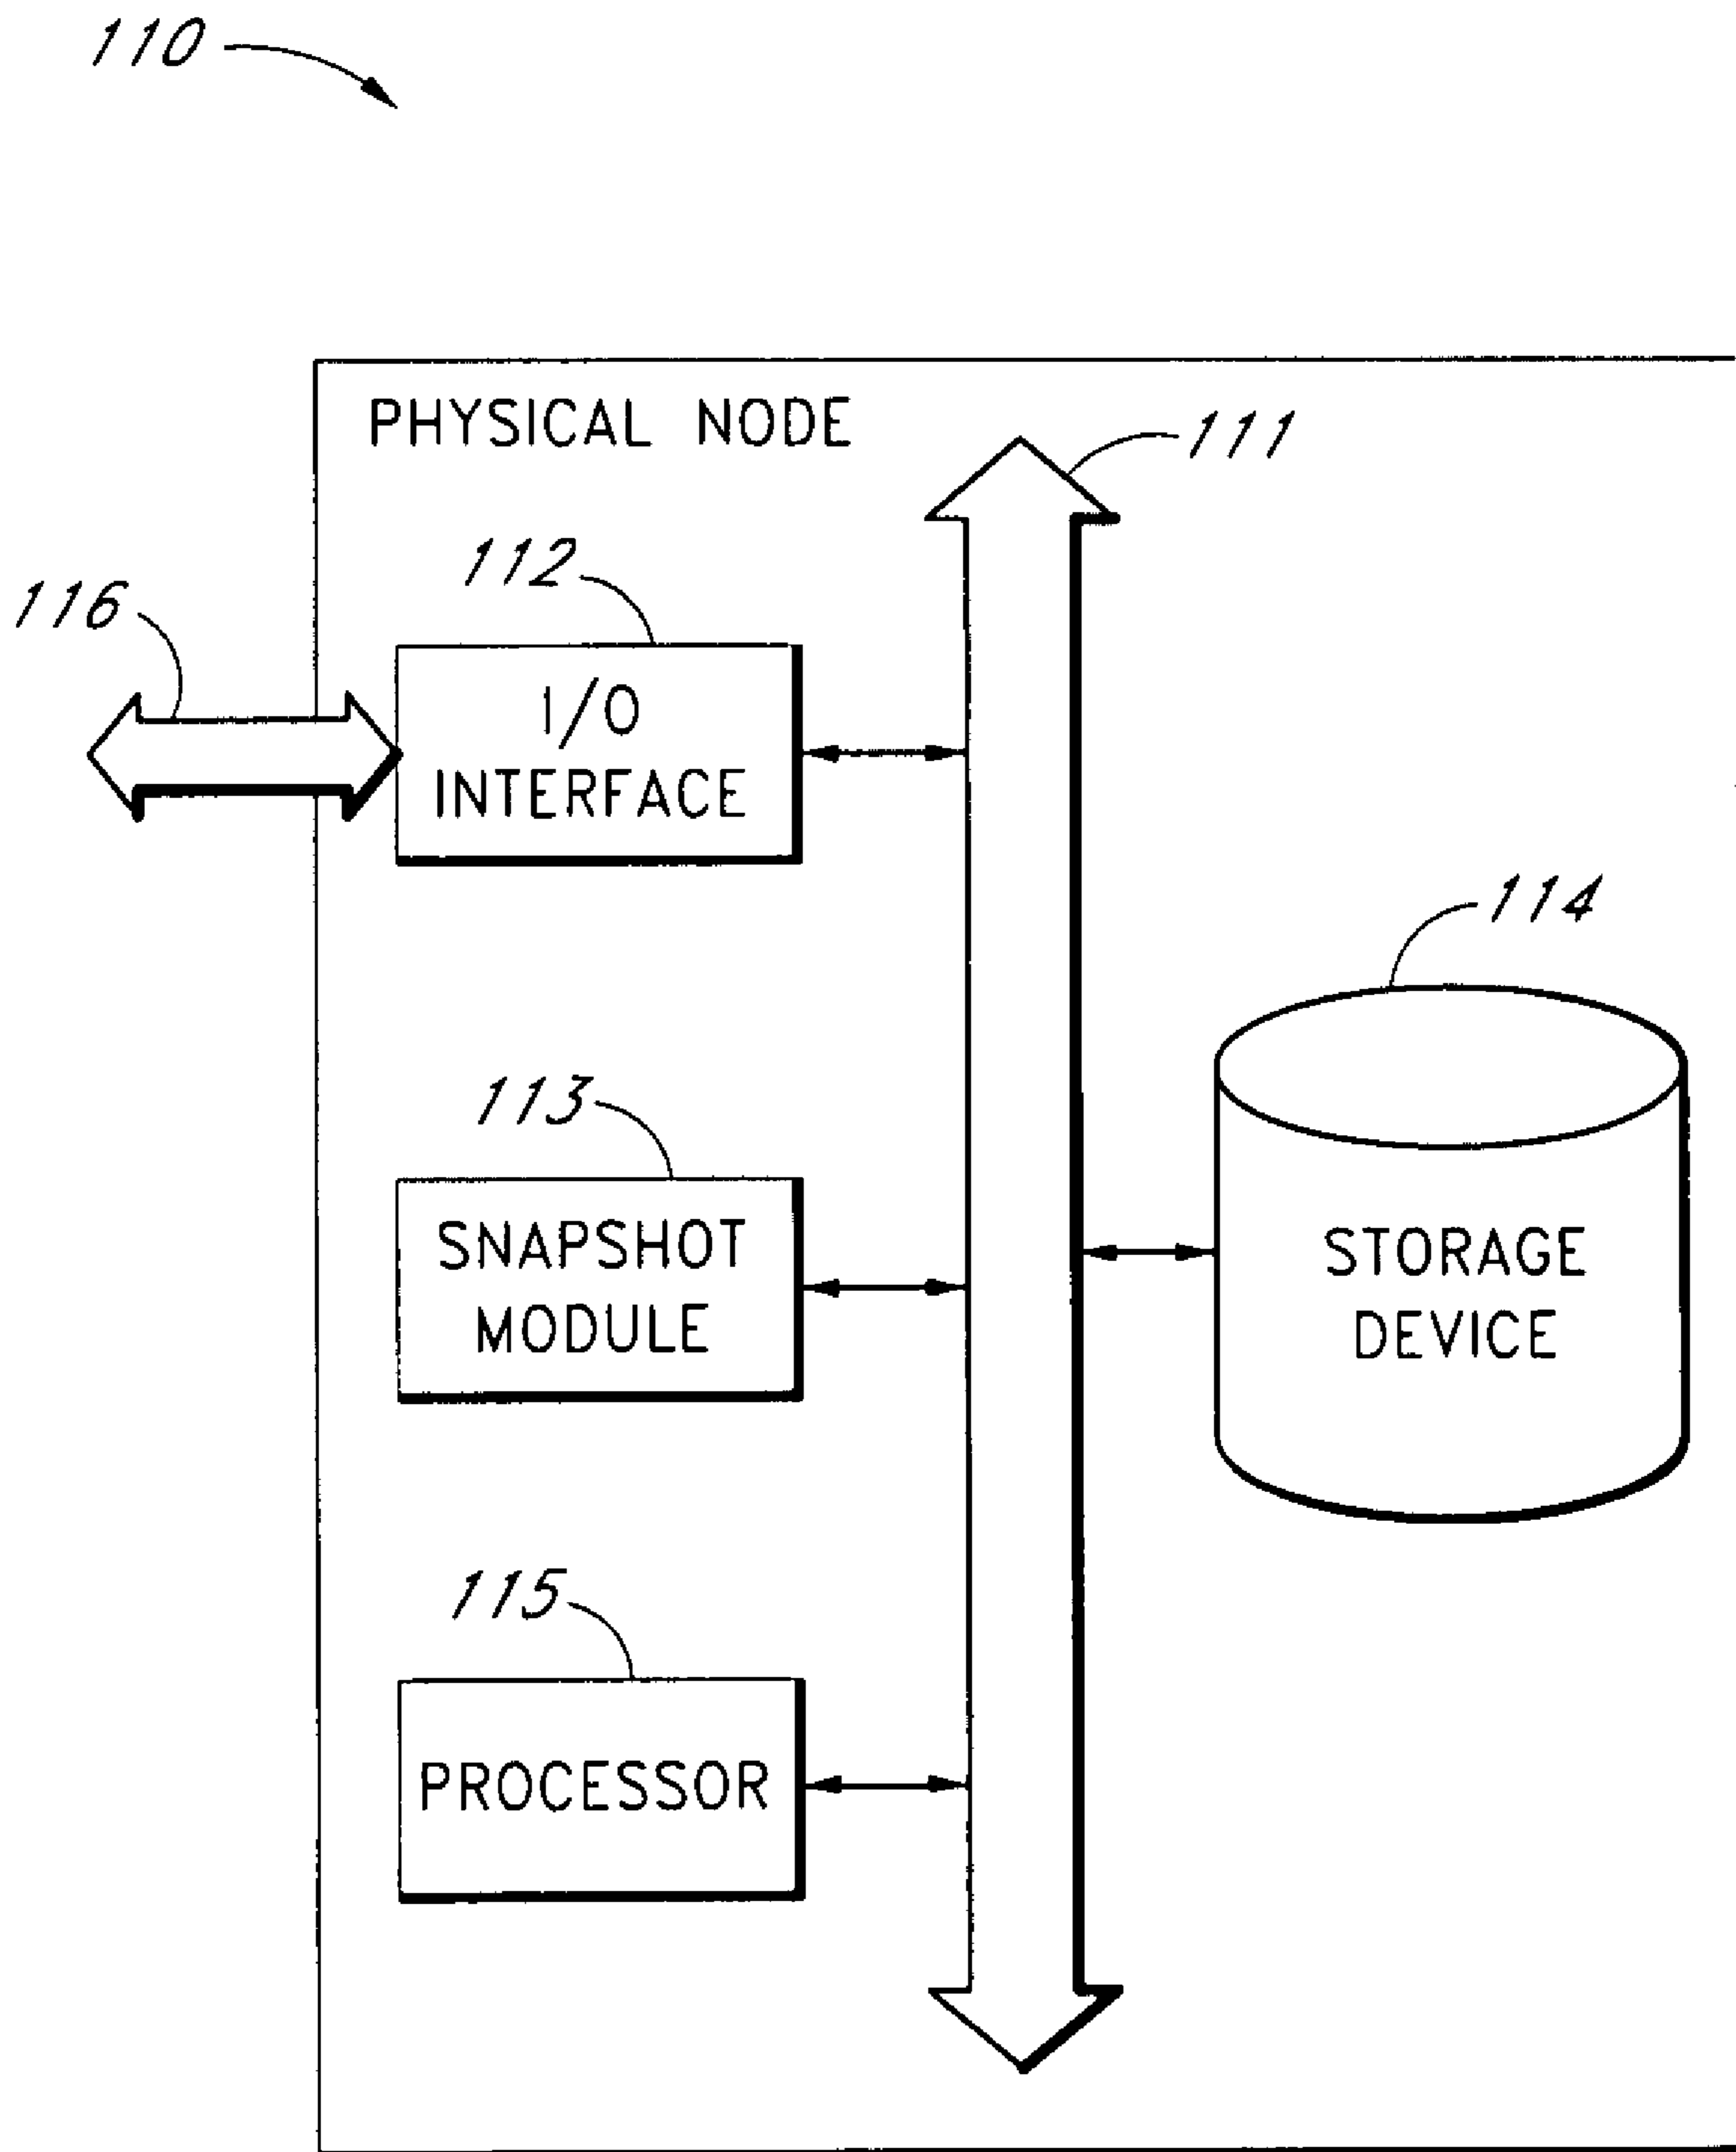 110
PHYSICAL NODE
111
112
116
I/O
INTERFACE
114
113
SNAPSHOT
MODULE
STORAGE
DEVICE
115
PROCESSOR